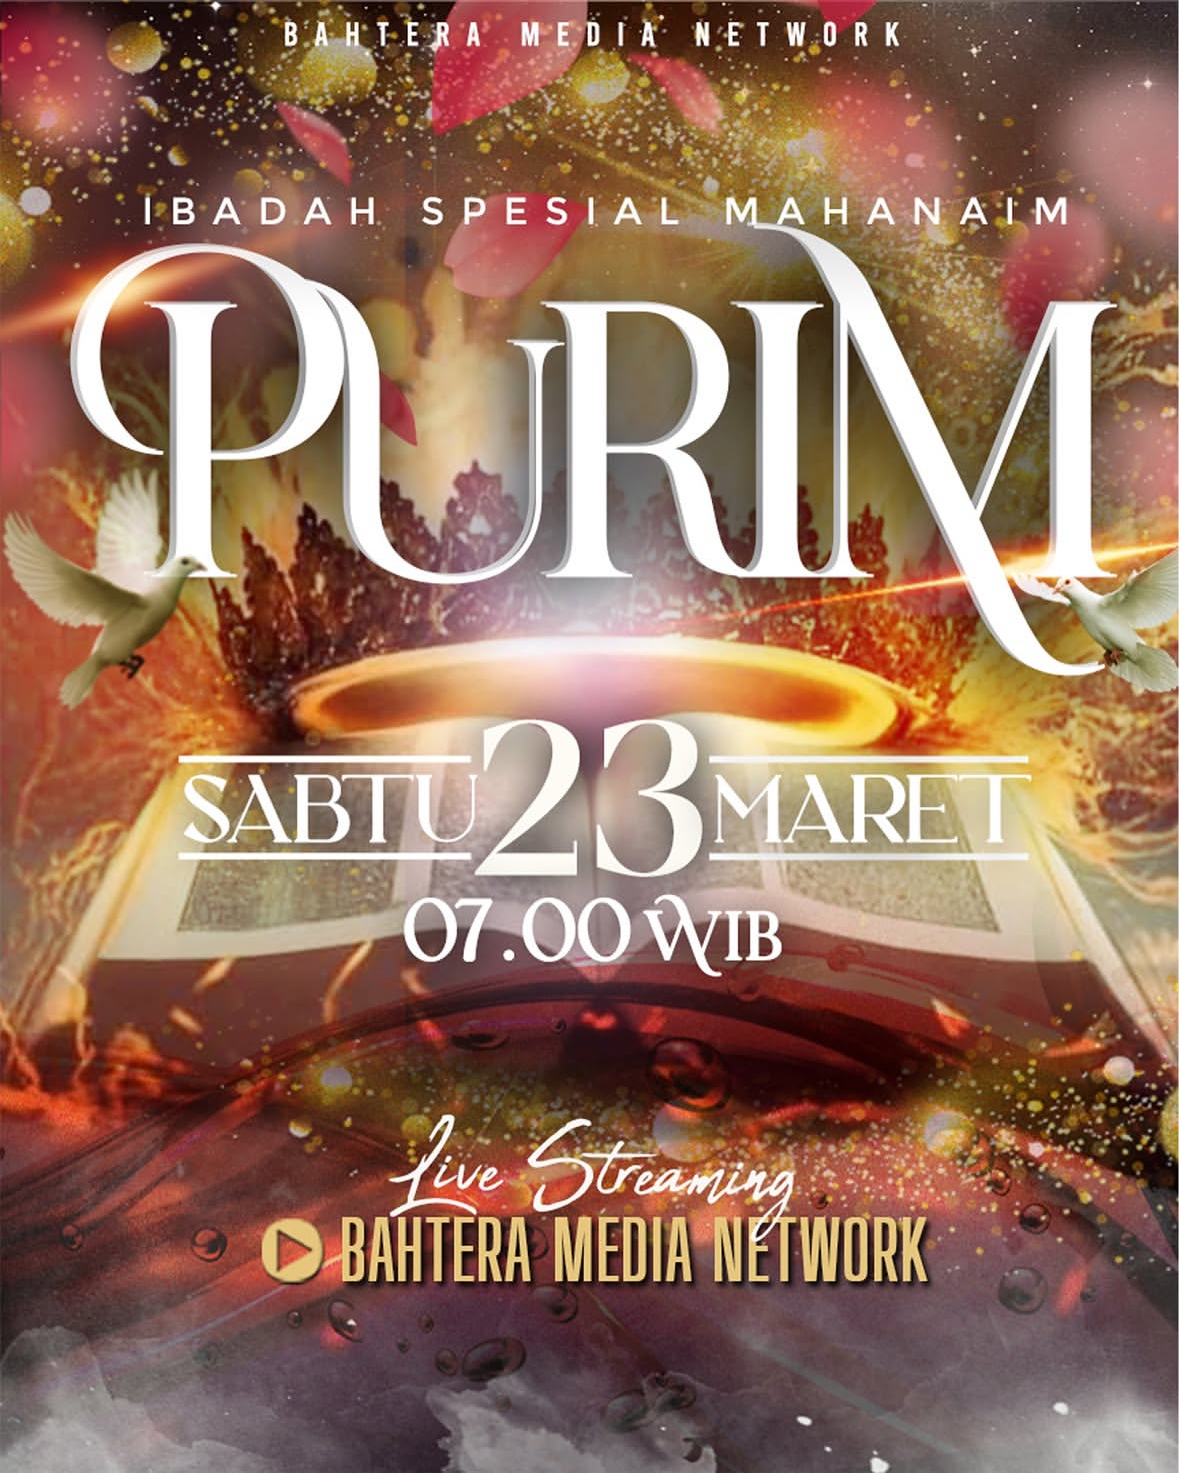 BAHTERA MEDIA NETWORK
IBADAH SPESIAL MAHANAIM
PURIM
SABTU 23 MARET
07.00 WIB
Live Streaming
BAHTERA MEDIA NETWORK